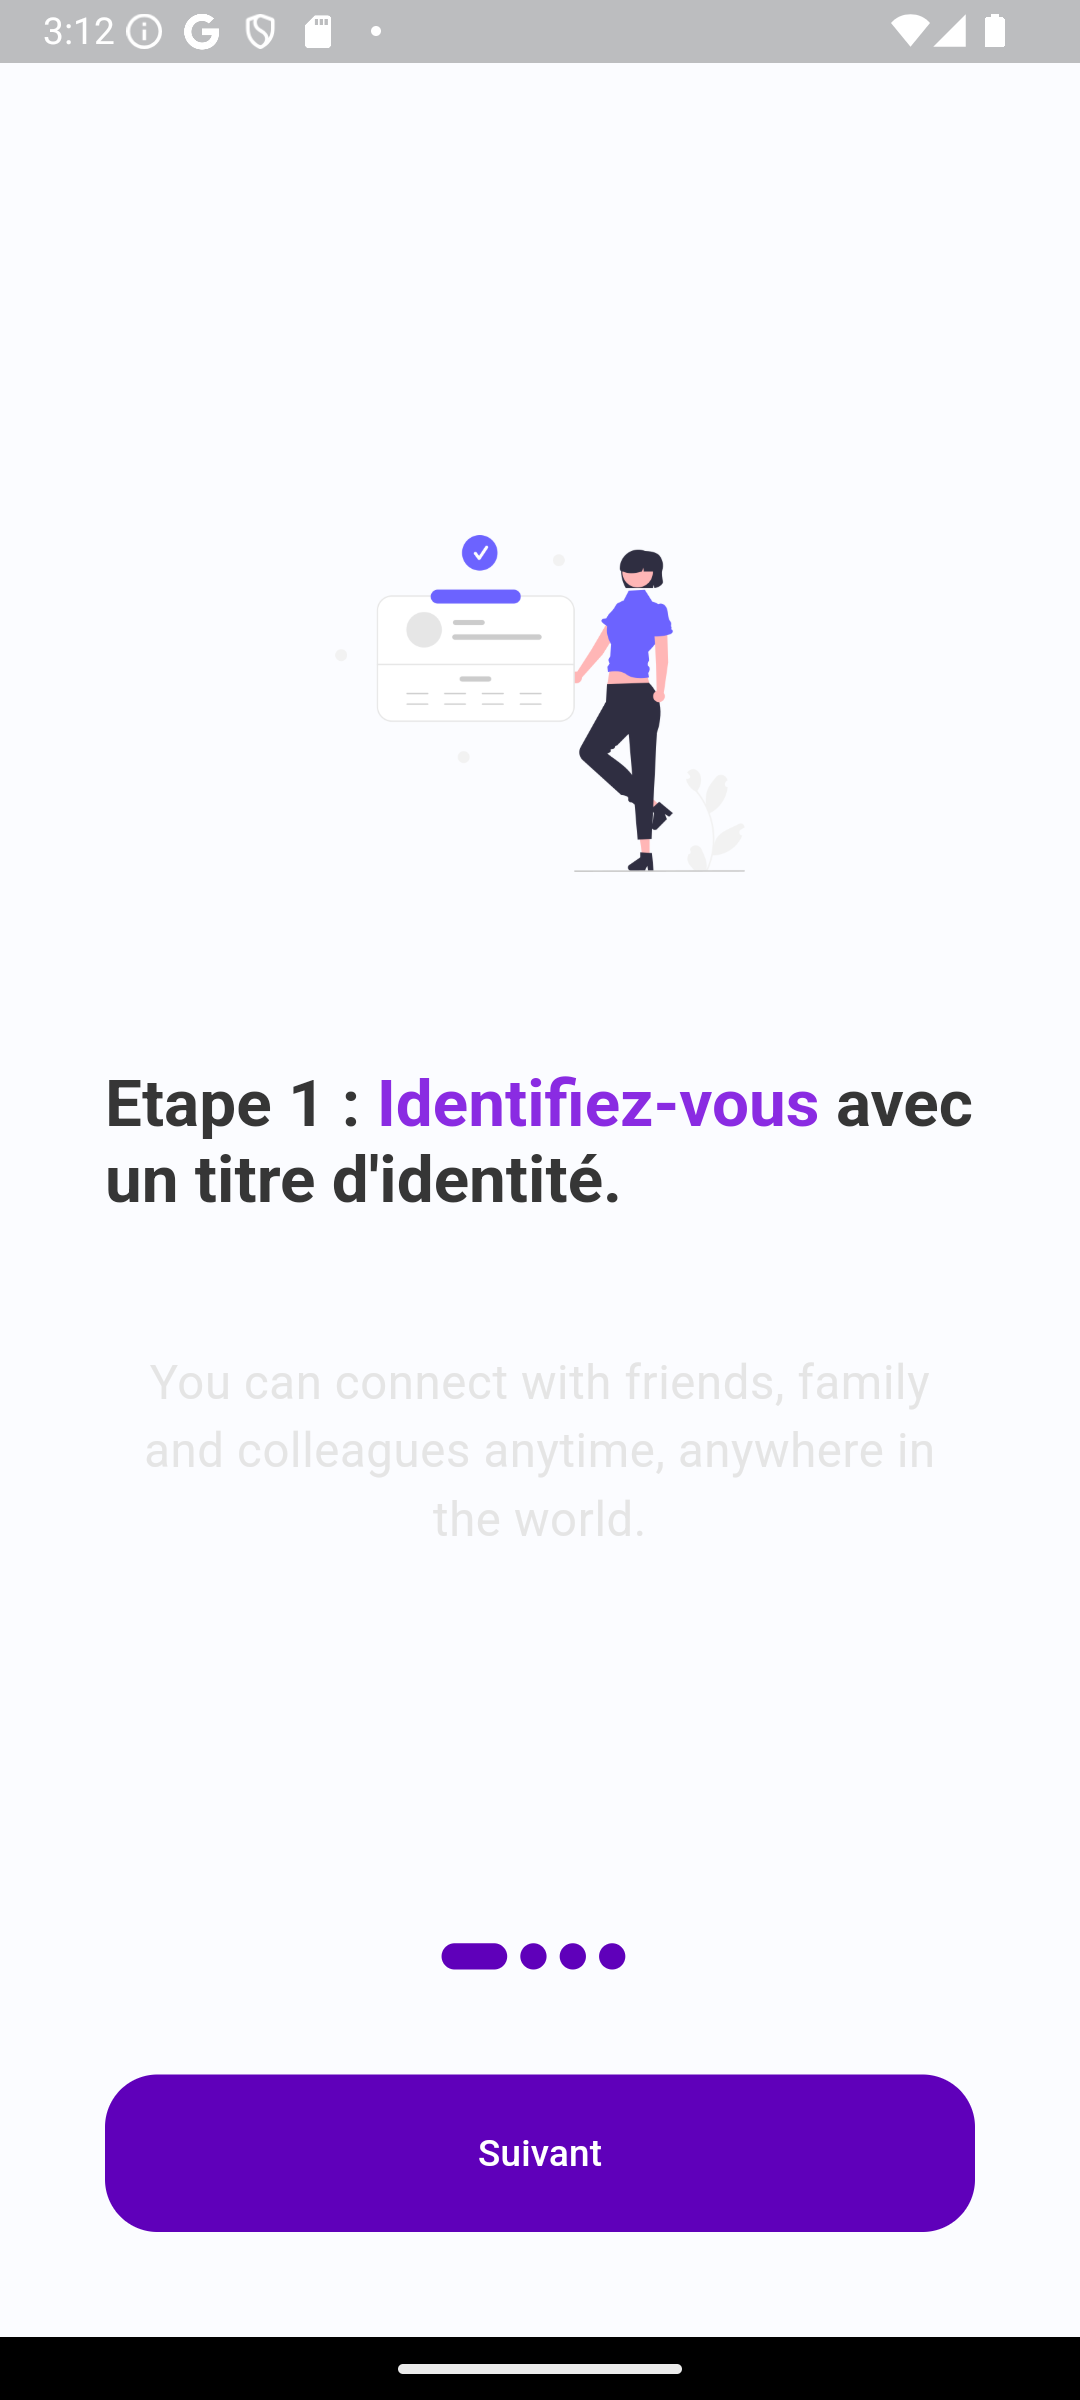 3:12
Etape 1 : Identifiez-vous avec
un titre d'identité.
You can connect with friends, family
and colleagues anytime, anywhere in
the world.
Suivant